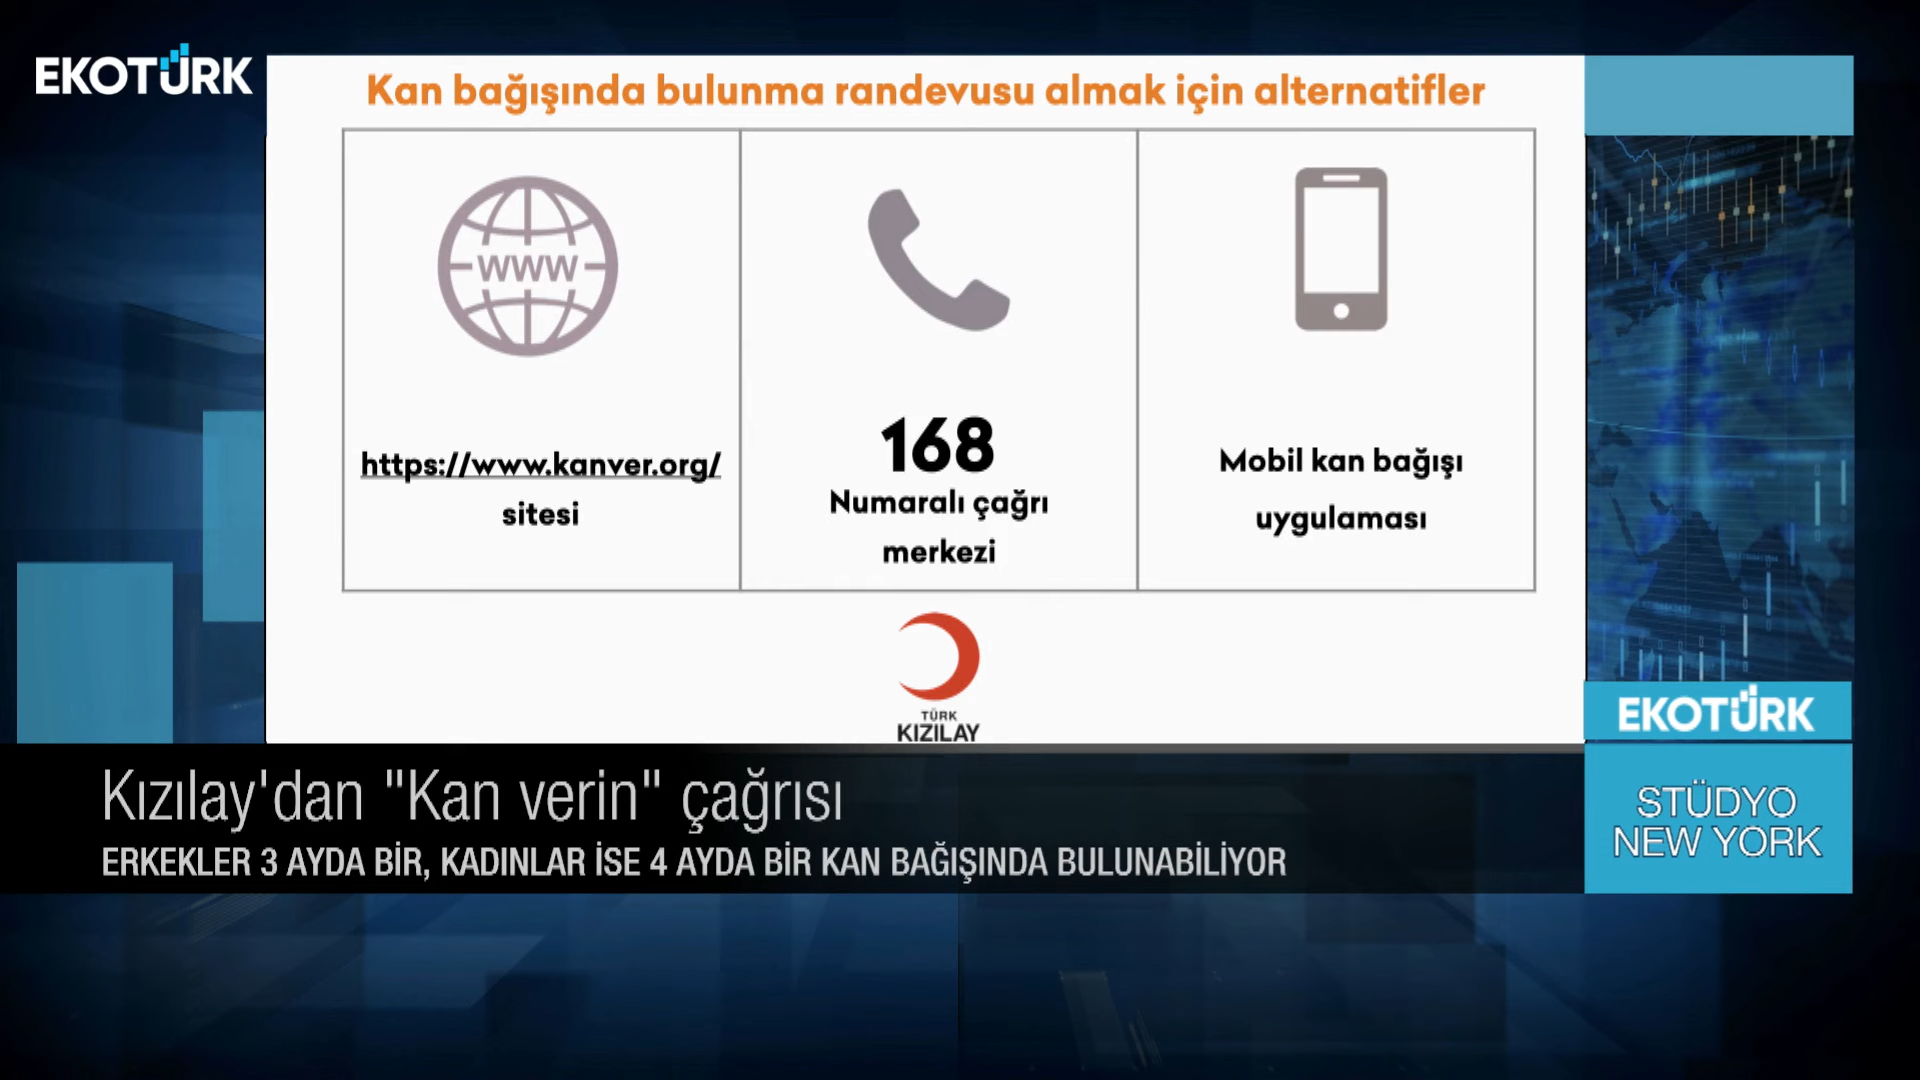 EKOTÜRK
Kan bağışında bulunma randevusu almak için alternatifler
WWW
https://www.kanver.org/
sitesi
168
Numaralı çağrı
merkezi
Mobil kan bağışı
uygulaması
TÜRK
KIZILAY
EKOTÜRK
Kızılay'dan "Kan verin" çağrısı
ERKEKLER 3 AYDA BİR, KADINLAR İSE 4 AYDA BİR KAN BAĞIŞINDA BULUNABİLİYOR
STÜDYO
NEW YORK